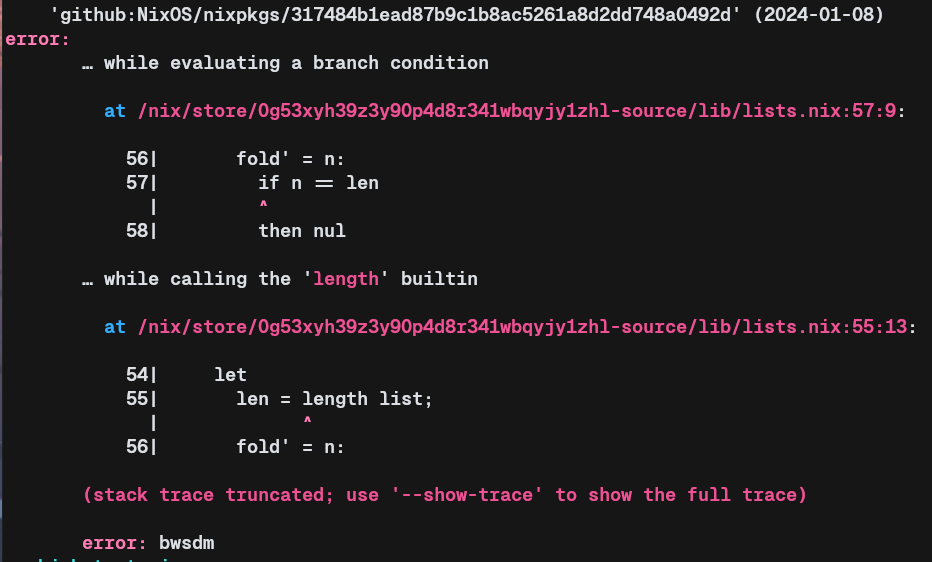 'github:NixOS/nixpkgs/317484b1ead87b9c1b8ac5261a8d2dd748a0492d' (2024-01-08)
error:
… while evaluating a branch condition
at /nix/store/0g53xyh39z3y90p4d8r341wbqyjy1zhl-source/lib/lists.nix:57:9:
56| fold' = n:
57| if n == len
| ^
58| then nul
… while calling the 'length' builtin
at /nix/store/0g53xyh39z3y90p4d8r341wbqyjy1zhl-source/lib/lists.nix:55:13:
54| let
55| len = length list;
| ^
56| fold' = n:
(stack trace truncated; use '--show-trace' to show the full trace)
error: bwsdm